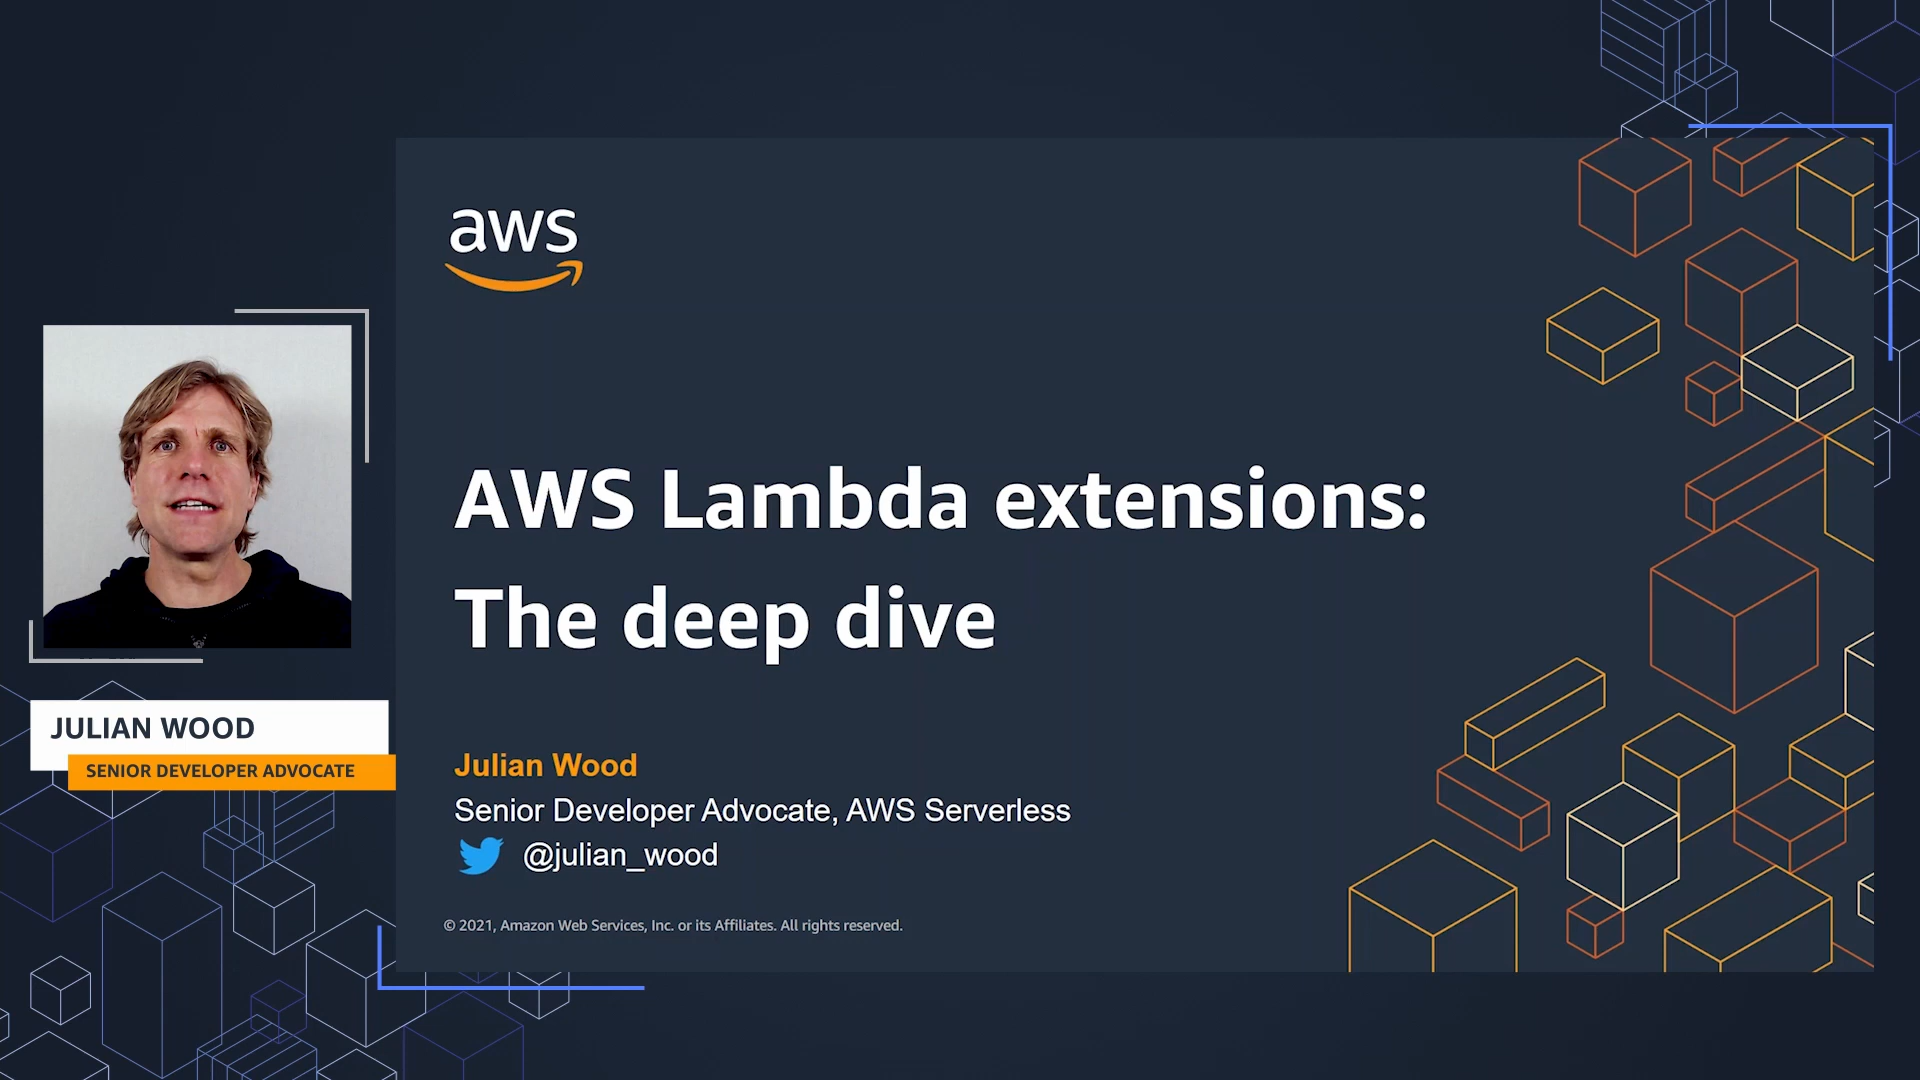 aws
AWS Lambda extensions:
The deep dive
JULIAN WOOD
SENIOR DEVELOPER ADVOCATE
Julian Wood
Senior Developer Advocate, AWS Serverless
@julian_wood
© 2021, Amazon Web Services, Inc. or its Affiliates. All rights reserved.